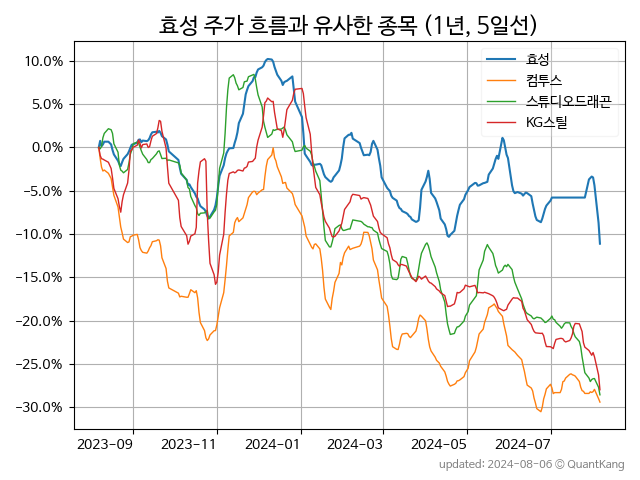 효성 주가 흐름과 유사한 종목 (1년, 5일선)
효성
컴투스
스튜디오드래곤
KG스틸
10.0%
5.0%
0.0%
−5.0%
−10.0%
−15.0%
−20.0%
−25.0%
−30.0%
2023-09 2023-11 2024-01 2024-03 2024-05 2024-07
updated: 2024-08-06 © QuantKang